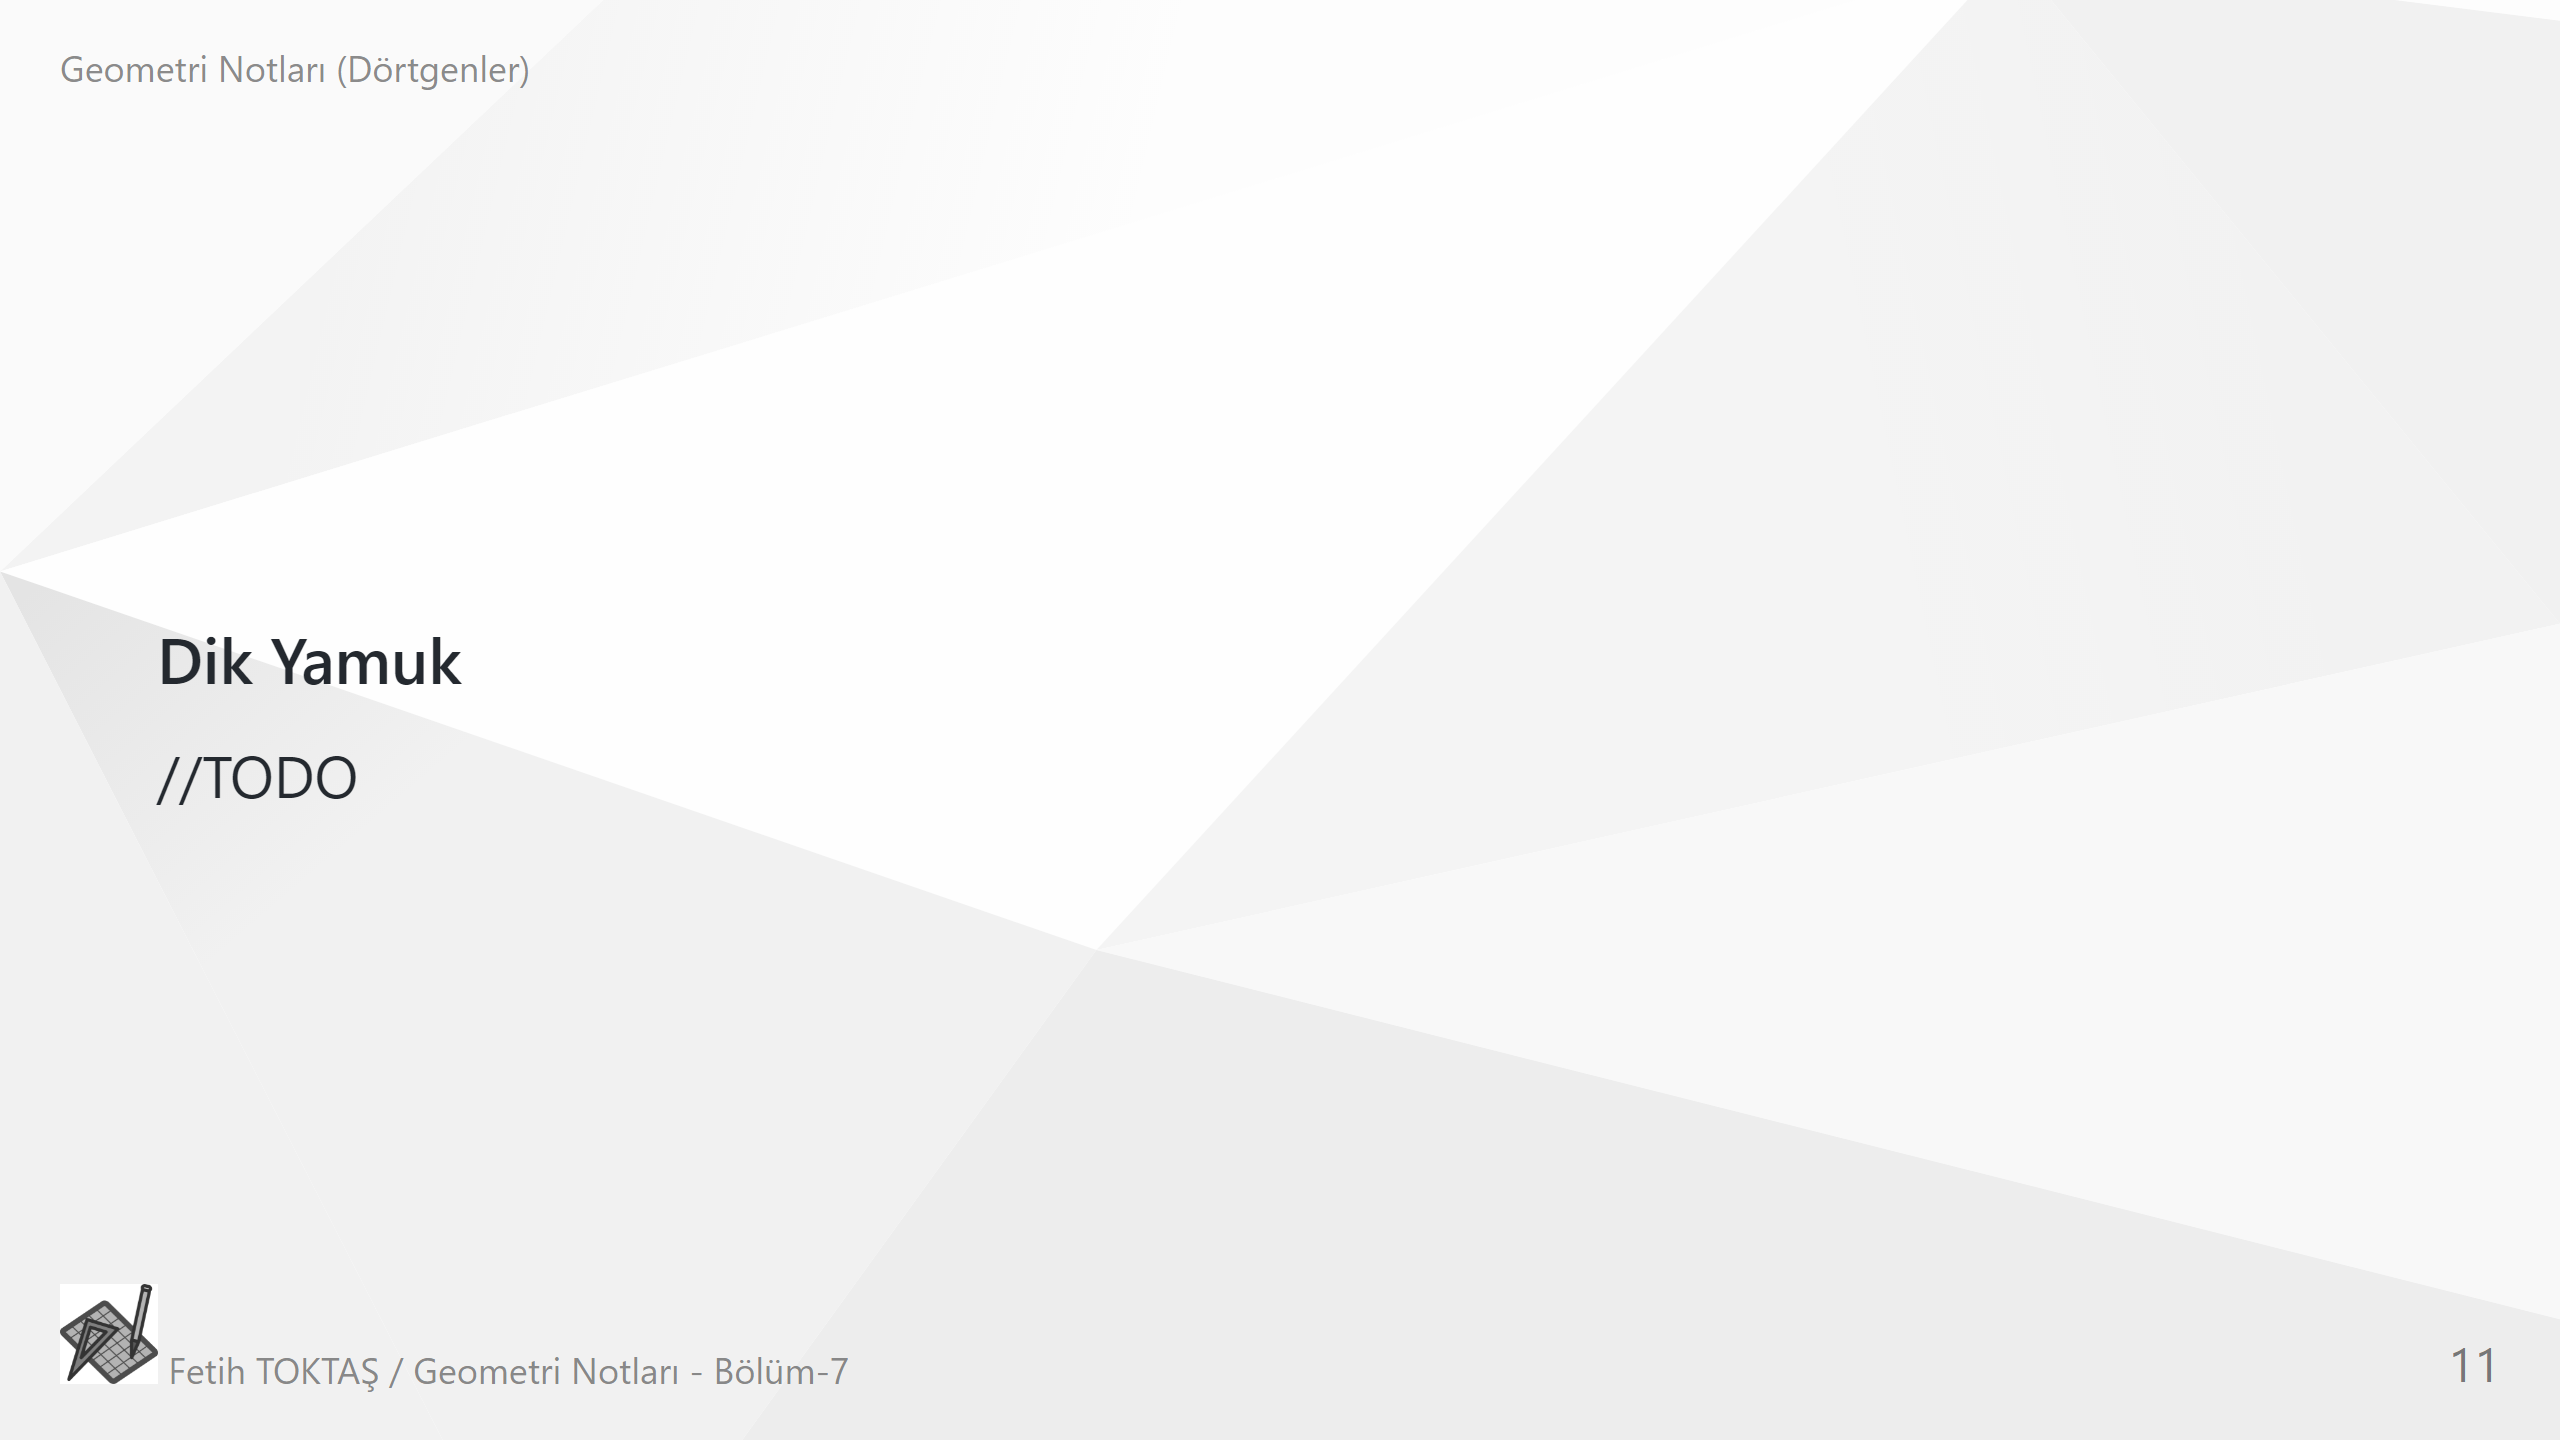 Geometri Notları (Dörtgenler)
Dik Yamuk
//TODO
Fetih TOKTAŞ / Geometri Notları - Bölüm-7
11